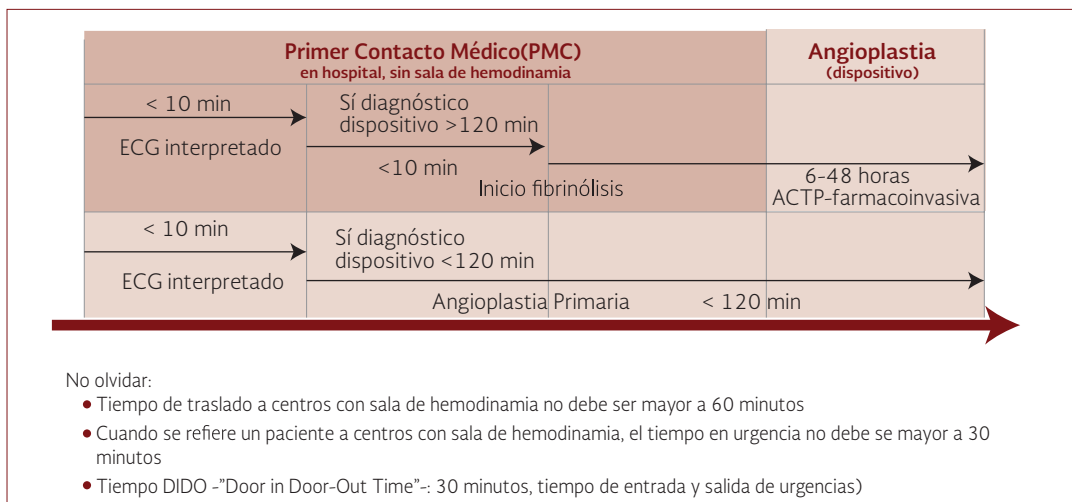 Primer Contacto Médico(PMC)
en hospital, sin sala de hemodinamia
Angioplastia
(dispositivo)
< 10 min
ECG interpretado
Sí diagnóstico
dispositivo >120 min
<10 min
Inicio fibrinólisis
6-48 horas
ACTP-farmacoinvasiva
< 10 min
ECG interpretado
Sí diagnóstico
dispositivo <120 min
Angioplastia Primaria < 120 min
No olvidar:
• Tiempo de traslado a centros con sala de hemodinamia no debe ser mayor a 60 minutos
• Cuando se refiere un paciente a centros con sala de hemodinamia, el tiempo en urgencia no debe se mayor a 30
minutos
• Tiempo DIDO -"Door in Door-Out Time"-: 30 minutos, tiempo de entrada y salida de urgencias)